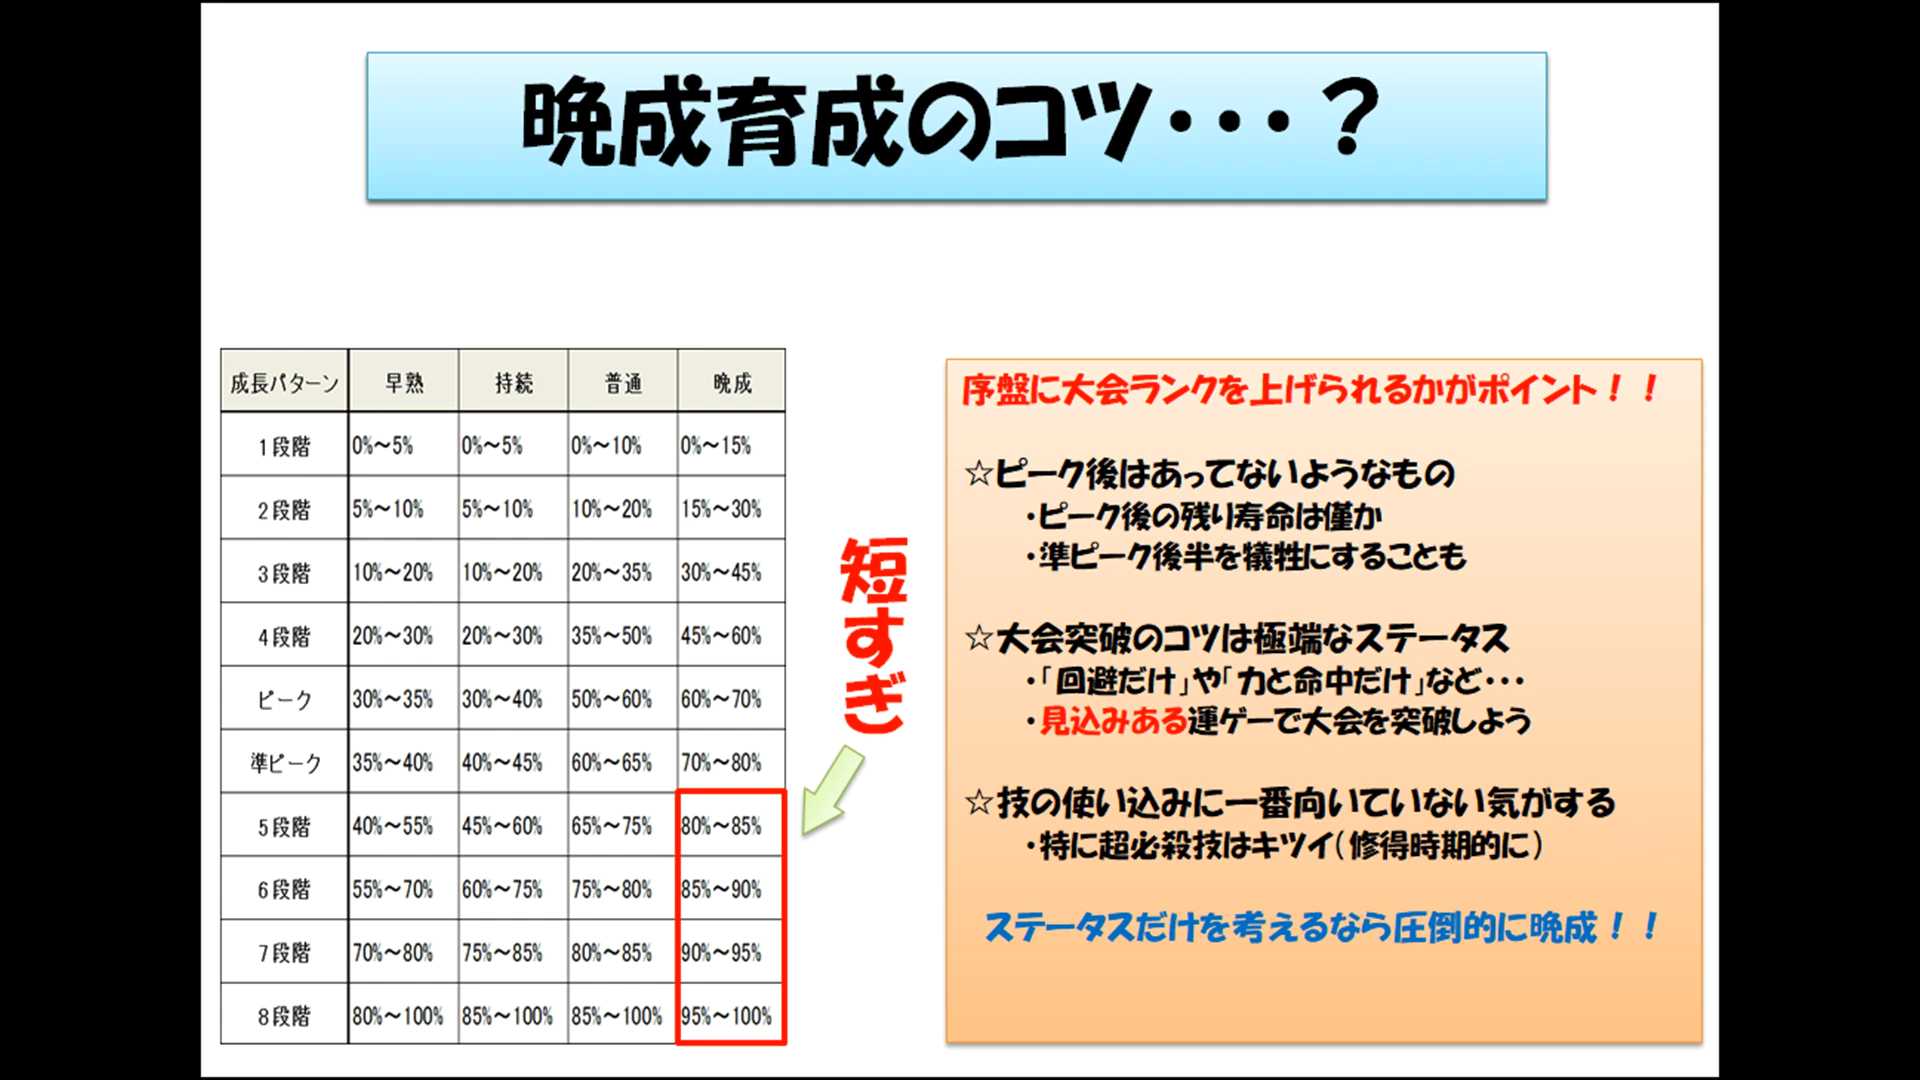 晩成育成のコツ・・・？
成長パターン 早熟 持続 普通 晩成
1段階 0%～5% 0%～5% 0%～10% 0%～15%
2段階 5%～10% 5%～10% 10%～20% 15%～30%
3段階 10%～20% 10%～20% 20%～35% 30%～45%
4段階 20%～30% 20%～30% 35%～50% 45%～60%
ピーク 30%～35% 30%～40% 50%～60% 60%～70%
準ピーク 35%～40% 40%～45% 60%～65% 70%～80%
5段階 40%～55% 45%～60% 65%～75% 80%～85%
6段階 55%～70% 60%～75% 75%～80% 85%～90%
7段階 70%～80% 75%～85% 80%～85% 90%～95%
8段階 80%～100% 85%～100% 85%～100% 95%～100%
短すぎ
序盤に大会ランクを上げられるかがポイント！！
☆ピーク後はあってないようなもの
・ピーク後の残り寿命は僅か
・準ピーク後半を犠牲にすることも
☆大会突破のコツは極端なステータス
・「回避だけ」や「力と命中だけ」など・・・
・見込みある運ゲーで大会を突破しよう
☆技の使い込みに一番向いていない気がする
・特に超必殺技はキツイ（修得時期的に）
ステータスだけを考えるなら圧倒的に晩成！！